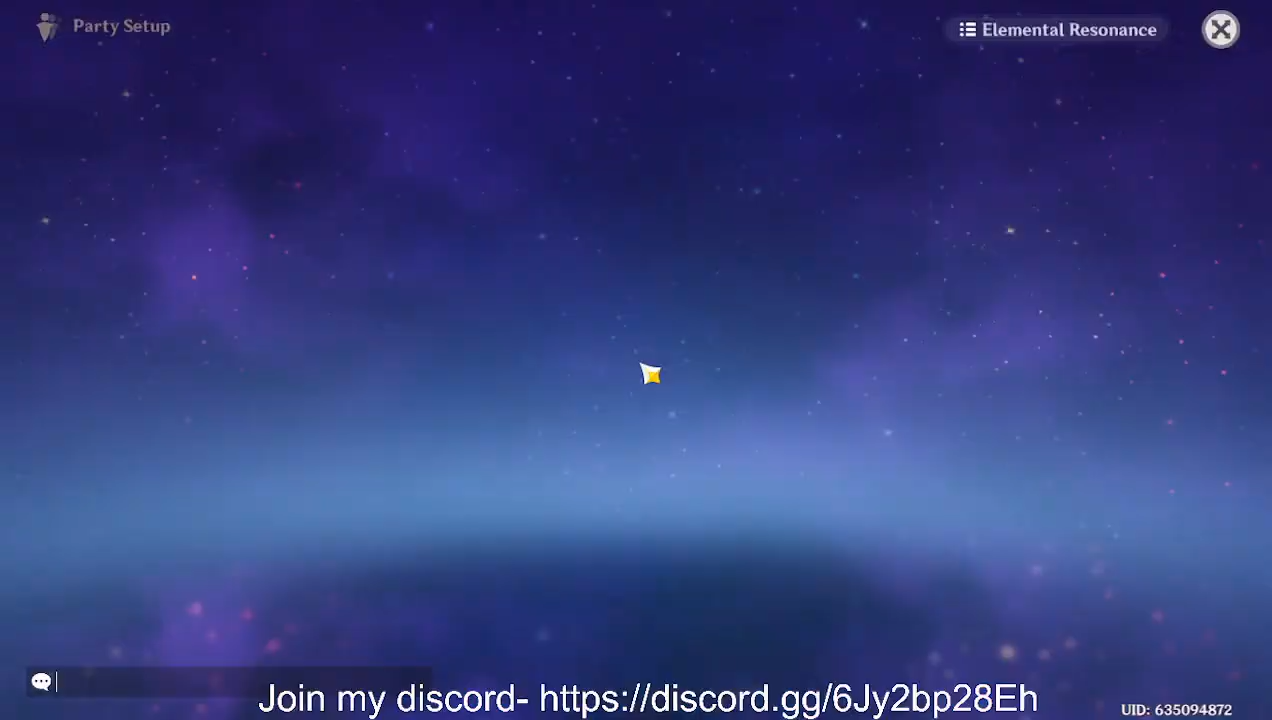 Party Setup
Elemental Resonance
Join my discord- https://discord.gg/6Jy2bp28Eh
UID: 635094872